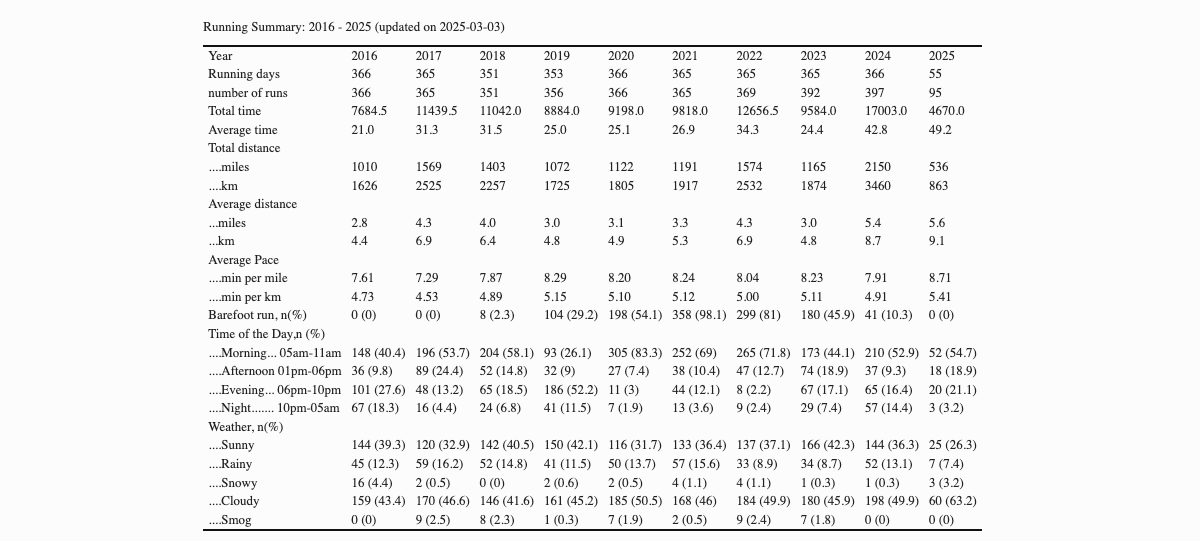 Running Summary: 2016 - 2025 (updated on 2025-03-03)
Year 2016 2017 2018 2019 2020 2021 2022 2023 2024 2025
Running days 366 365 351 353 366 365 365 365 366 55
number of runs 366 365 351 356 366 365 369 392 397 95
Total time 7684.5 11439.5 11042.0 8884.0 9198.0 9818.0 12656.5 9584.0 17003.0 4670.0
Average time 21.0 31.3 31.5 25.0 25.1 26.9 34.3 24.4 42.8 49.2
Total distance
....miles 1010 1569 1403 1072 1122 1191 1574 1165 2150 536
....km 1626 2525 2257 1725 1805 1917 2532 1874 3460 863
Average distance
...miles 2.8 4.3 4.0 3.0 3.1 3.3 4.3 3.0 5.4 5.6
...km 4.4 6.9 6.4 4.8 4.9 5.3 6.9 4.8 8.7 9.1
Average Pace
....min per mile 7.61 7.29 7.87 8.29 8.20 8.24 8.04 8.23 7.91 8.71
....min per km 4.73 4.53 4.89 5.15 5.10 5.12 5.00 5.11 4.91 5.41
Barefoot run, n(%) 0 (0) 0 (0) 8 (2.3) 104 (29.2) 198 (54.1) 358 (98.1) 299 (81) 180 (45.9) 41 (10.3) 0 (0)
Time of the Day,n (%)
....Morning... 05am-11am 148 (40.4) 196 (53.7) 204 (58.1) 93 (26.1) 305 (83.3) 252 (69) 265 (71.8) 173 (44.1) 210 (52.9) 52 (54.7)
....Afternoon 01pm-06pm 36 (9.8) 89 (24.4) 52 (14.8) 32 (9) 27 (7.4) 38 (10.4) 47 (12.7) 74 (18.9) 37 (9.3) 18 (18.9)
....Evening... 06pm-10pm 101 (27.6) 48 (13.2) 65 (18.5) 186 (52.2) 11 (3) 44 (12.1) 8 (2.2) 67 (17.1) 65 (16.4) 20 (21.1)
....Night....... 10pm-05am 67 (18.3) 16 (4.4) 24 (6.8) 41 (11.5) 7 (1.9) 13 (3.6) 9 (2.4) 29 (7.4) 57 (14.4) 3 (3.2)
Weather, n(%)
....Sunny 144 (39.3) 120 (32.9) 142 (40.5) 150 (42.1) 116 (31.7) 133 (36.4) 137 (37.1) 166 (42.3) 144 (36.3) 25 (26.3)
....Rainy 45 (12.3) 59 (16.2) 52 (14.8) 41 (11.5) 50 (13.7) 57 (15.6) 33 (8.9) 34 (8.7) 52 (13.1) 7 (7.4)
....Snowy 16 (4.4) 2 (0.5) 0 (0) 2 (0.6) 2 (0.5) 4 (1.1) 4 (1.1) 1 (0.3) 1 (0.3) 3 (3.2)
....Cloudy 159 (43.4) 170 (46.6) 146 (41.6) 161 (45.2) 185 (50.5) 168 (46) 184 (49.9) 180 (45.9) 198 (49.9) 60 (63.2)
....Smog 0 (0) 9 (2.5) 8 (2.3) 1 (0.3) 7 (1.9) 2 (0.5) 9 (2.4) 7 (1.8) 0 (0) 0 (0)